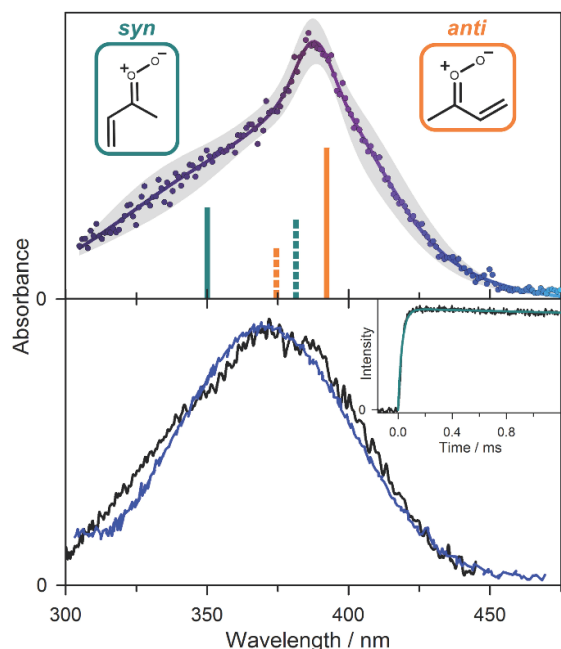 syn
anti
+
O
O
−
+
O
O
−
0
Absorbance
Intensity
0
0.0 0.4 0.8
Time / ms
0
300 350 400 450
Wavelength / nm